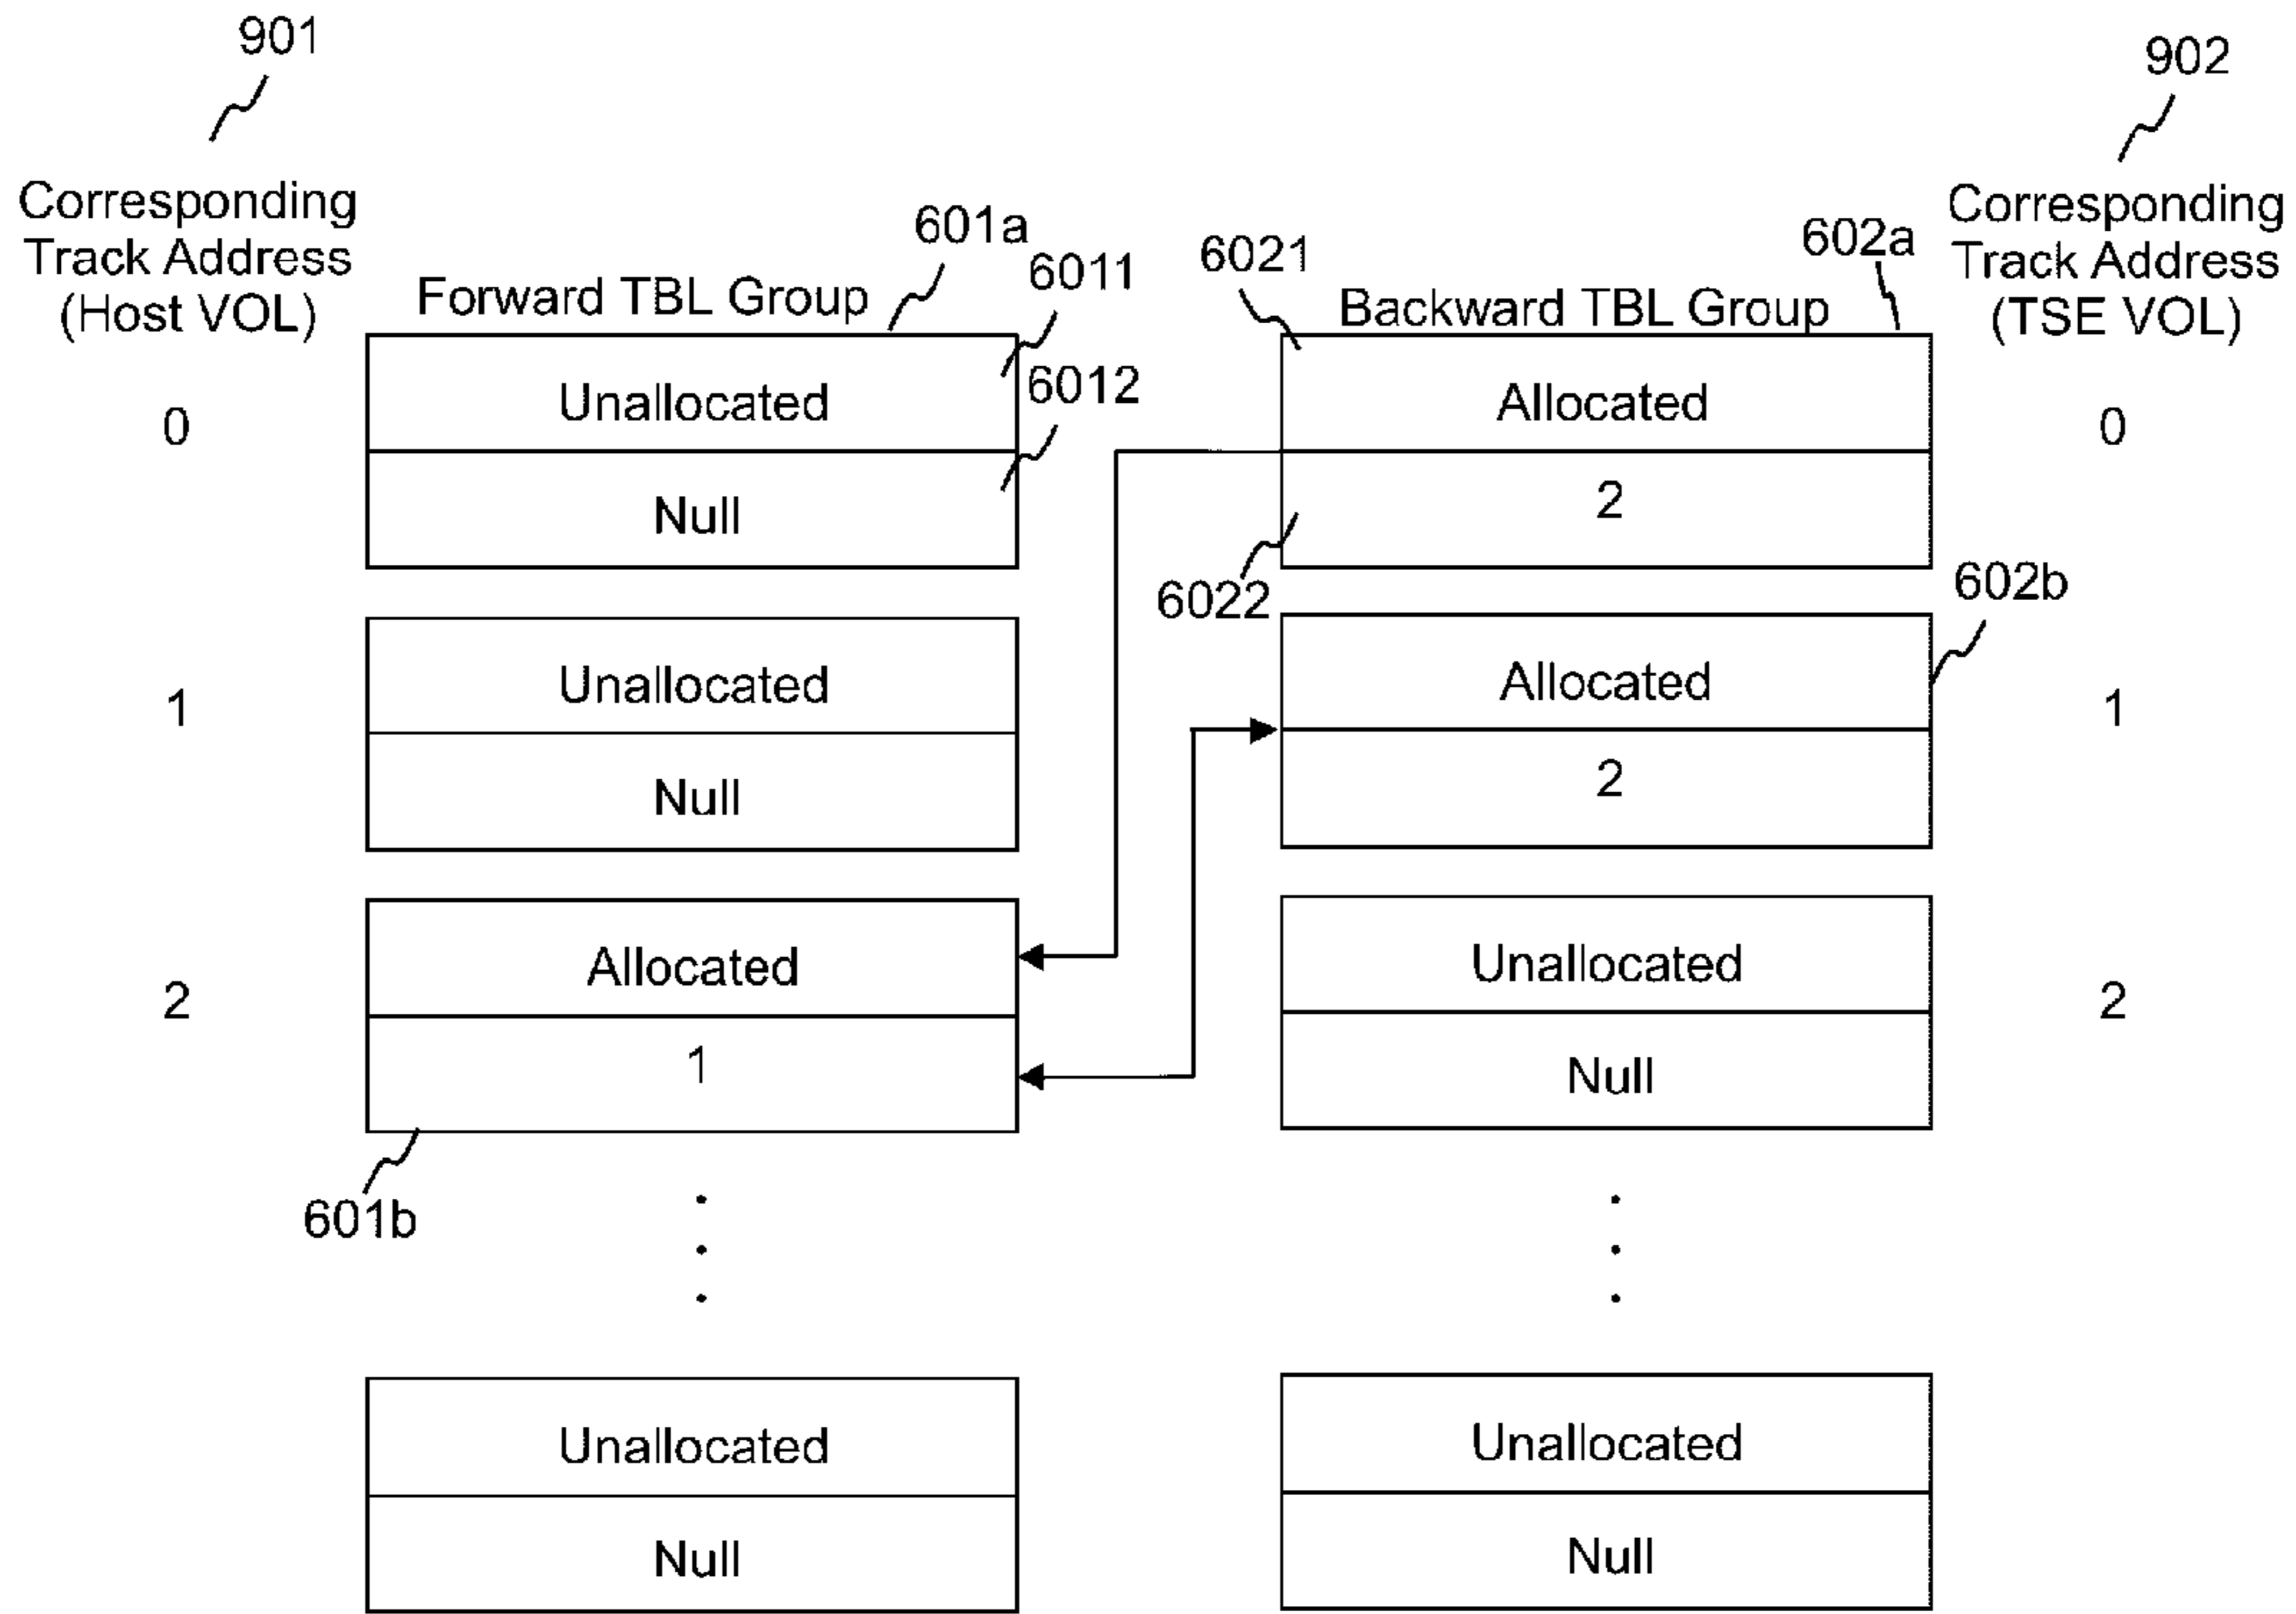 901
902
Corresponding
Track Address
(Host VOL)
Corresponding
Track Address
(TSE VOL)
601a
6011
6012
6021
602a
Forward TBL Group
Backward TBL Group
0
Unallocated
Null
Allocated
2
0
6022
602b
1
Unallocated
Null
Allocated
2
1
2
Allocated
1
Unallocated
Null
2
601b
Unallocated
Null
Unallocated
Null